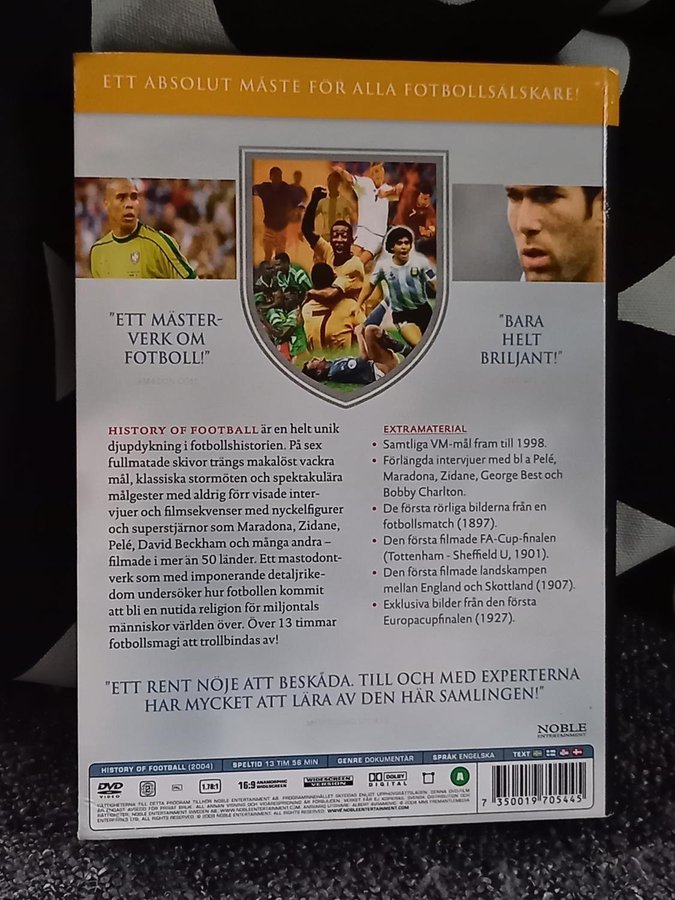 ETT ABSOLUT MÅSTE FÖR ALLA FOTBOLLSÄLSKARE!
"ETT MÄSTER-
VERK OM
FOTBOLL!"
"BARA
HELT
BRILJANT!"
HISTORY OF FOOTBALL är en helt unik
djupdykning i fotbollshistorien. På sex
fullmatade skivor trängs makalöst vackra
mål, klassiska stormöten och spektakulära
målgester med aldrig förr visade inter-
vjuer och filmsekvenser med nyckelfigurer
och superstjärnor som Maradona, Zidane,
Pelé, David Beckham och många andra –
filmade i mer än 50 länder. Ett mastodont-
verk som med imponerande detaljrike-
dom undersöker hur fotbollen kommit
att bli en nutida religion för miljontals
människor världen över. Över 13 timmar
fotbollsmagi att trollbindas av!
EXTRAMATERIAL
• Samtliga VM-mål fram till 1998.
• Förlängda intervjuer med bl a Pelé,
Maradona, Zidane, George Best och
Bobby Charlton.
• De första rörliga bilderna från en
fotbollsmatch (1897).
• Den första filmade FA-Cup-finalen
(Tottenham - Sheffield U, 1901).
• Den första filmade landskampen
mellan England och Skottland (1907).
• Exklusiva bilder från den första
Europacupfinalen (1927).
"ETT RENT NÖJE ATT BESKÅDA. TILL OCH MED EXPERTERNA
HAR MYCKET ATT LÄRA AV DEN HÄR SAMLINGEN!"
NOBLE
ENTERTAINMENT
HISTORY OF FOOTBALL (2004) SPELTID 13 TIM 56 MIN GENRE DOKUMENTÄR SPRÅK ENGELSKA TEXT
DVD
VIDEO
2
1.78:1
16:9 ANAMORPHIC
WIDESCREEN
WIDESCREEN
VERSION
DOLBY
DIGITAL
A
7 350019 705445